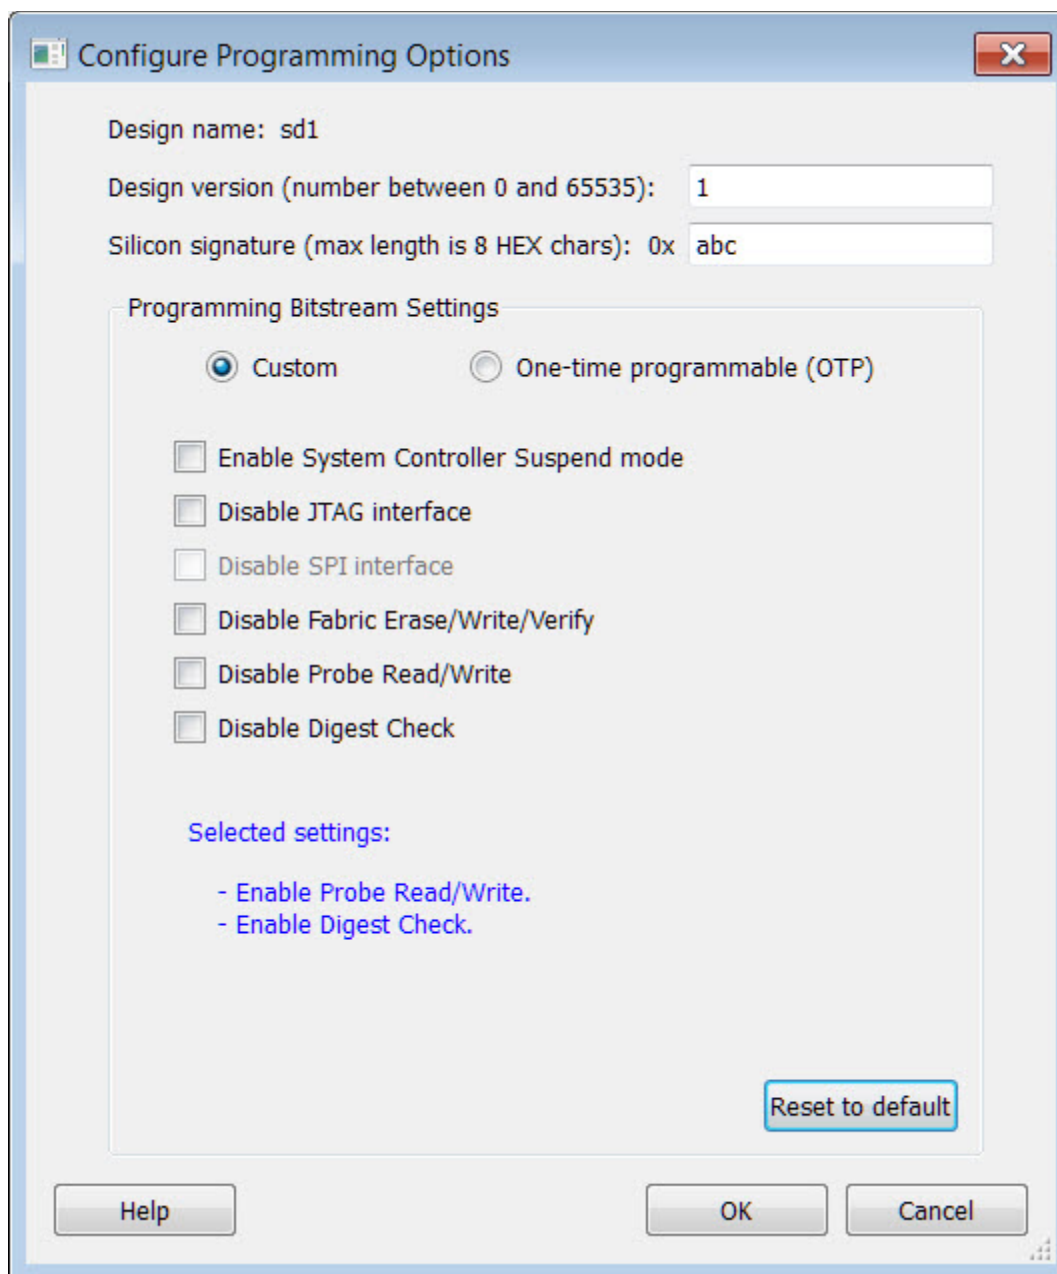 Configure Programming Options
Design name: sd1
Design version (number between 0 and 65535): 1
Silicon signature (max length is 8 HEX chars): 0x abc
Programming Bitstream Settings
Custom One-time programmable (OTP)
Enable System Controller Suspend mode
Disable JTAG interface
Disable SPI interface
Disable Fabric Erase/Write/Verify
Disable Probe Read/Write
Disable Digest Check
Selected settings:
- Enable Probe Read/Write.
- Enable Digest Check.
Reset to default
Help OK Cancel